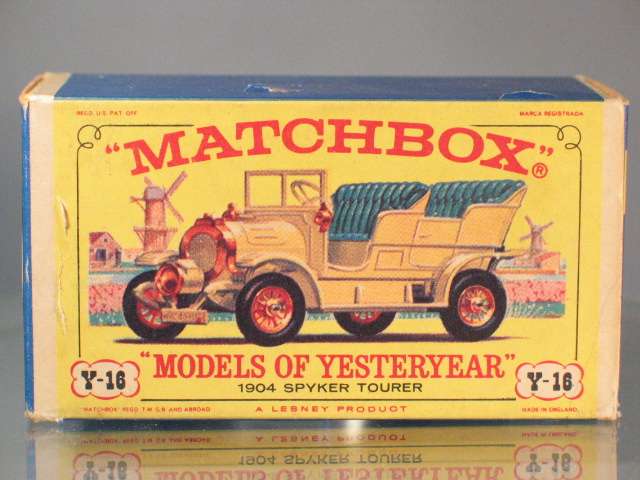 REGD. U.S. PAT. OFF.
MARCA REGISTRADA
"MATCHBOX"®
"MODELS OF YESTERYEAR"
1904 SPYKER TOURER
Y-16
Y-16
"MATCHBOX" REGD. T.M. G.B. AND ABROAD
A LESNEY PRODUCT
MADE IN ENGLAND